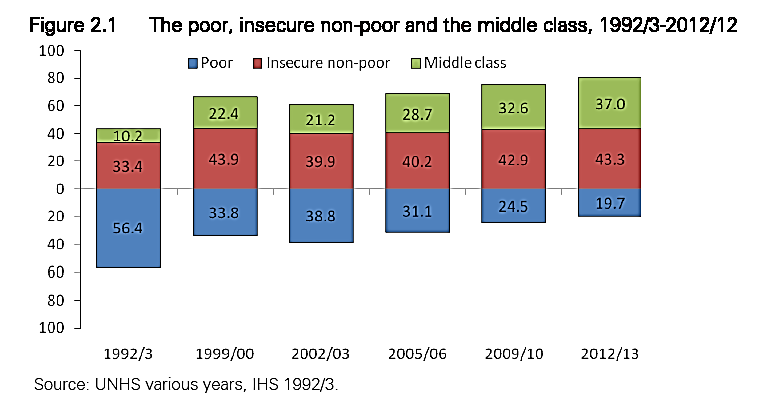 Figure 2.1 The poor, insecure non-poor and the middle class, 1992/3-2012/12
100
80
60
40
20
0
20
40
60
80
100
Poor Insecure non-poor Middle class
10.2 22.4 21.2 28.7 32.6 37.0
33.4 43.9 39.9 40.2 42.9 43.3
56.4 33.8 38.8 31.1 24.5 19.7
1992/3 1999/00 2002/03 2005/06 2009/10 2012/13
Source: UNHS various years, IHS 1992/3.